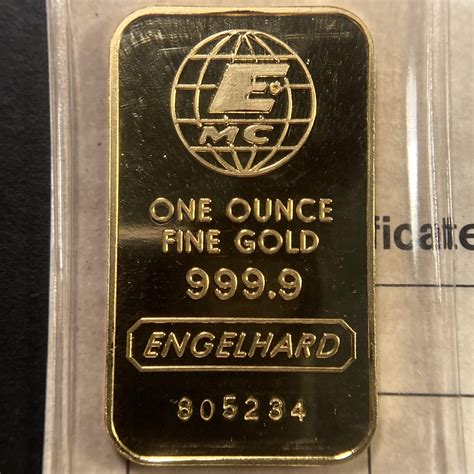 E
MC
ONE OUNCE
FINE GOLD
999.9
ENGELHARD
805234
ficate